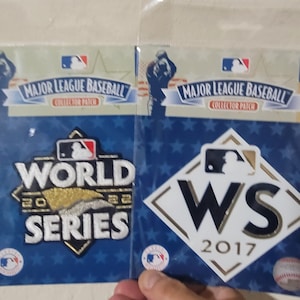 MAJOR LEAGUE BASEBALL
COLLECTOR PATCH
WORLD
2022
SERIES
MAJOR LEAGUE BASEBALL
COLLECTOR PATCH
WS
2017